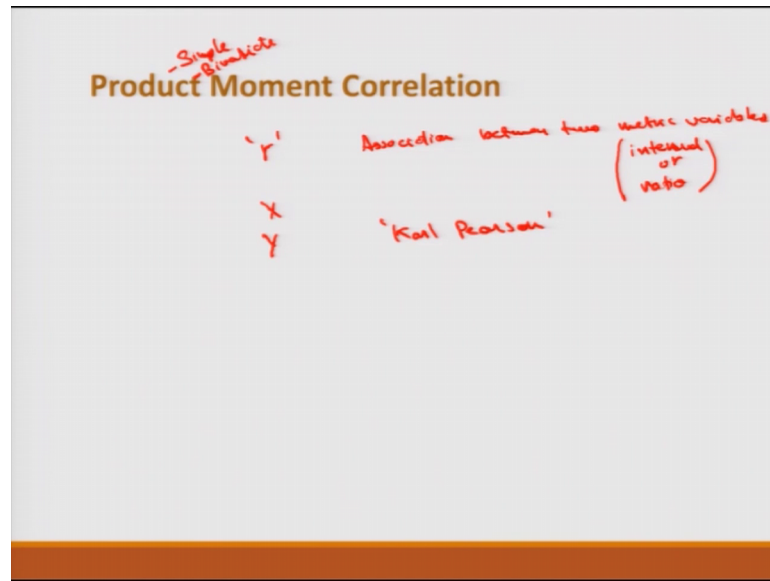 -Simple
-Bivariate
Product Moment Correlation
'r' Association between two metric variables
(interval
or
ratio)
X
Y 'Karl Pearson'